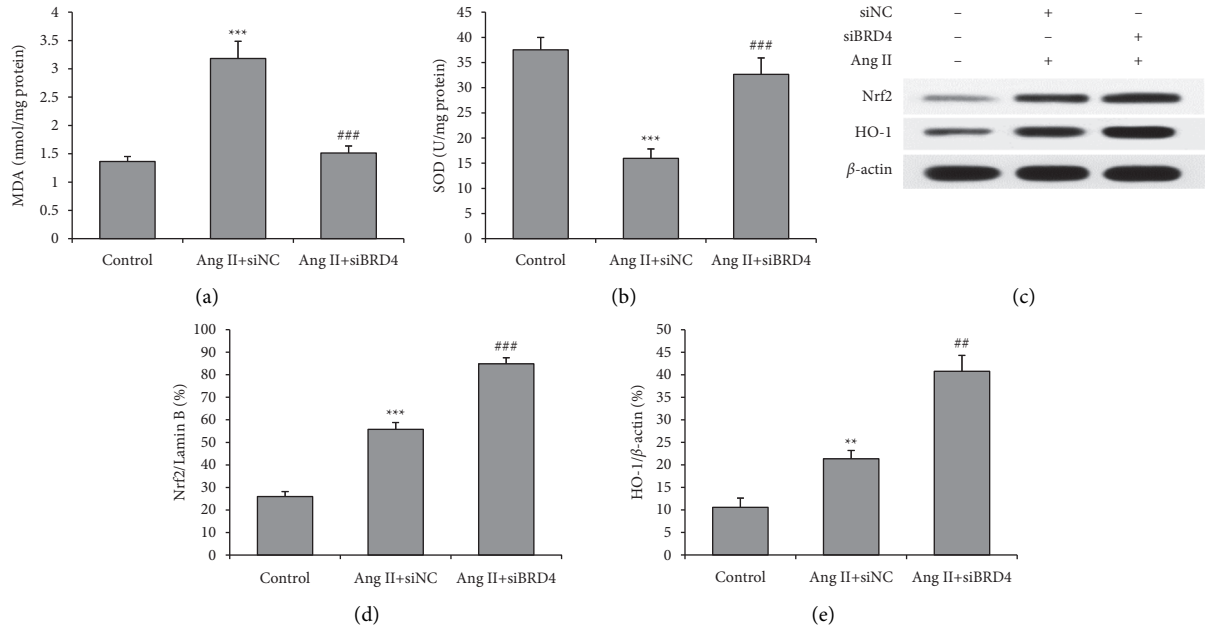 MDA (nmol/mg protein)
4
3.5
3
2.5
2
1.5
1
0.5
0
***
###
Control
Ang II+siNC
Ang II+siBRD4
(a)
SOD (U/mg protein)
45
40
35
30
25
20
15
10
5
0
***
###
Control
Ang II+siNC
Ang II+siBRD4
(b)
siNC – + –
siBRD4 – – +
Ang II – + +
Nrf2
HO-1
β-actin
(c)
Nrf2/Lamin B (%)
100
90
80
70
60
50
40
30
20
10
0
***
###
Control
Ang II+siNC
Ang II+siBRD4
(d)
HO-1/β-actin (%)
50
45
40
35
30
25
20
15
10
5
0
**
##
Control
Ang II+siNC
Ang II+siBRD4
(e)